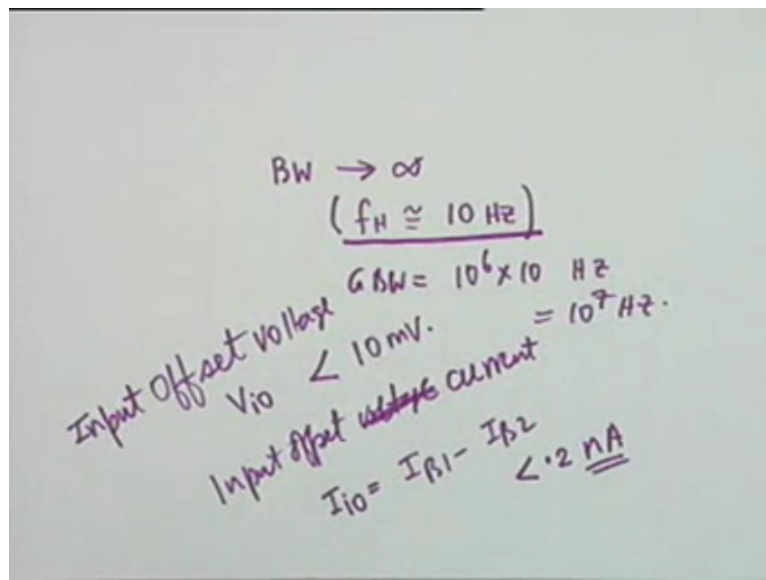 BW → ∞
(fH ≅ 10 Hz)
GBW = 10⁶ × 10 Hz
= 10⁷ Hz.
Input Offset voltage
Vio < 10 mV.
Input offset current
Iio = IB1 - IB2
< .2 nA